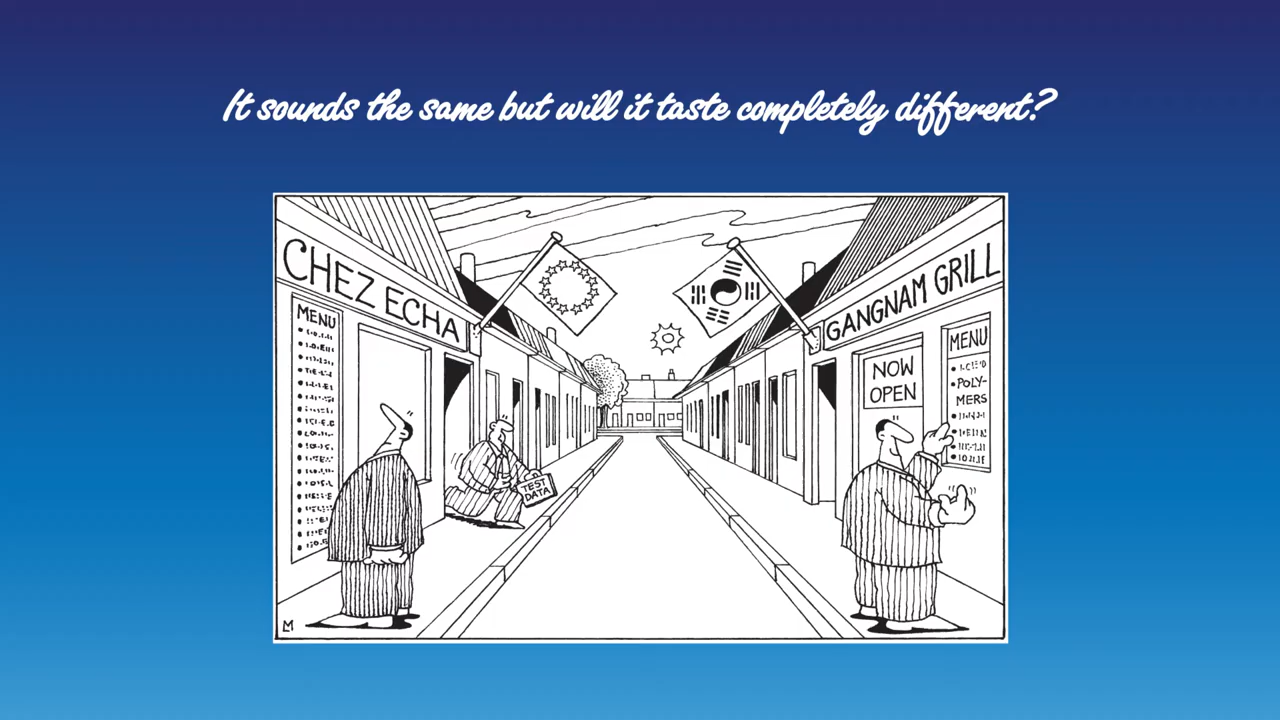 It sounds the same but will it taste completely different?
CHEZ ECHA
GANGNAM GRILL
MENU
NOW
OPEN
MENU
POLY-
MERS
TEST
DATA